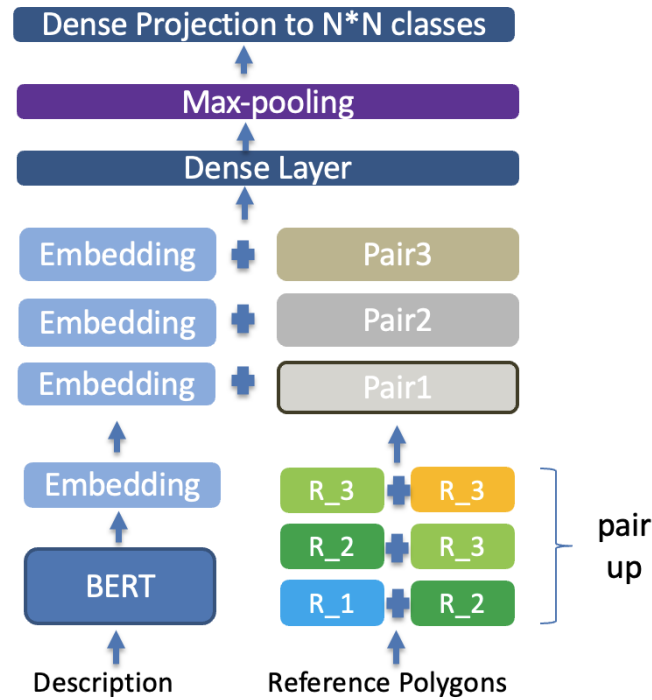 Dense Projection to N*N classes
Max-pooling
Dense Layer
Embedding Pair3
Embedding Pair2
Embedding Pair1
Embedding
R_3 R_3
R_2 R_3
R_1 R_2
pair
up
BERT
Description
Reference Polygons